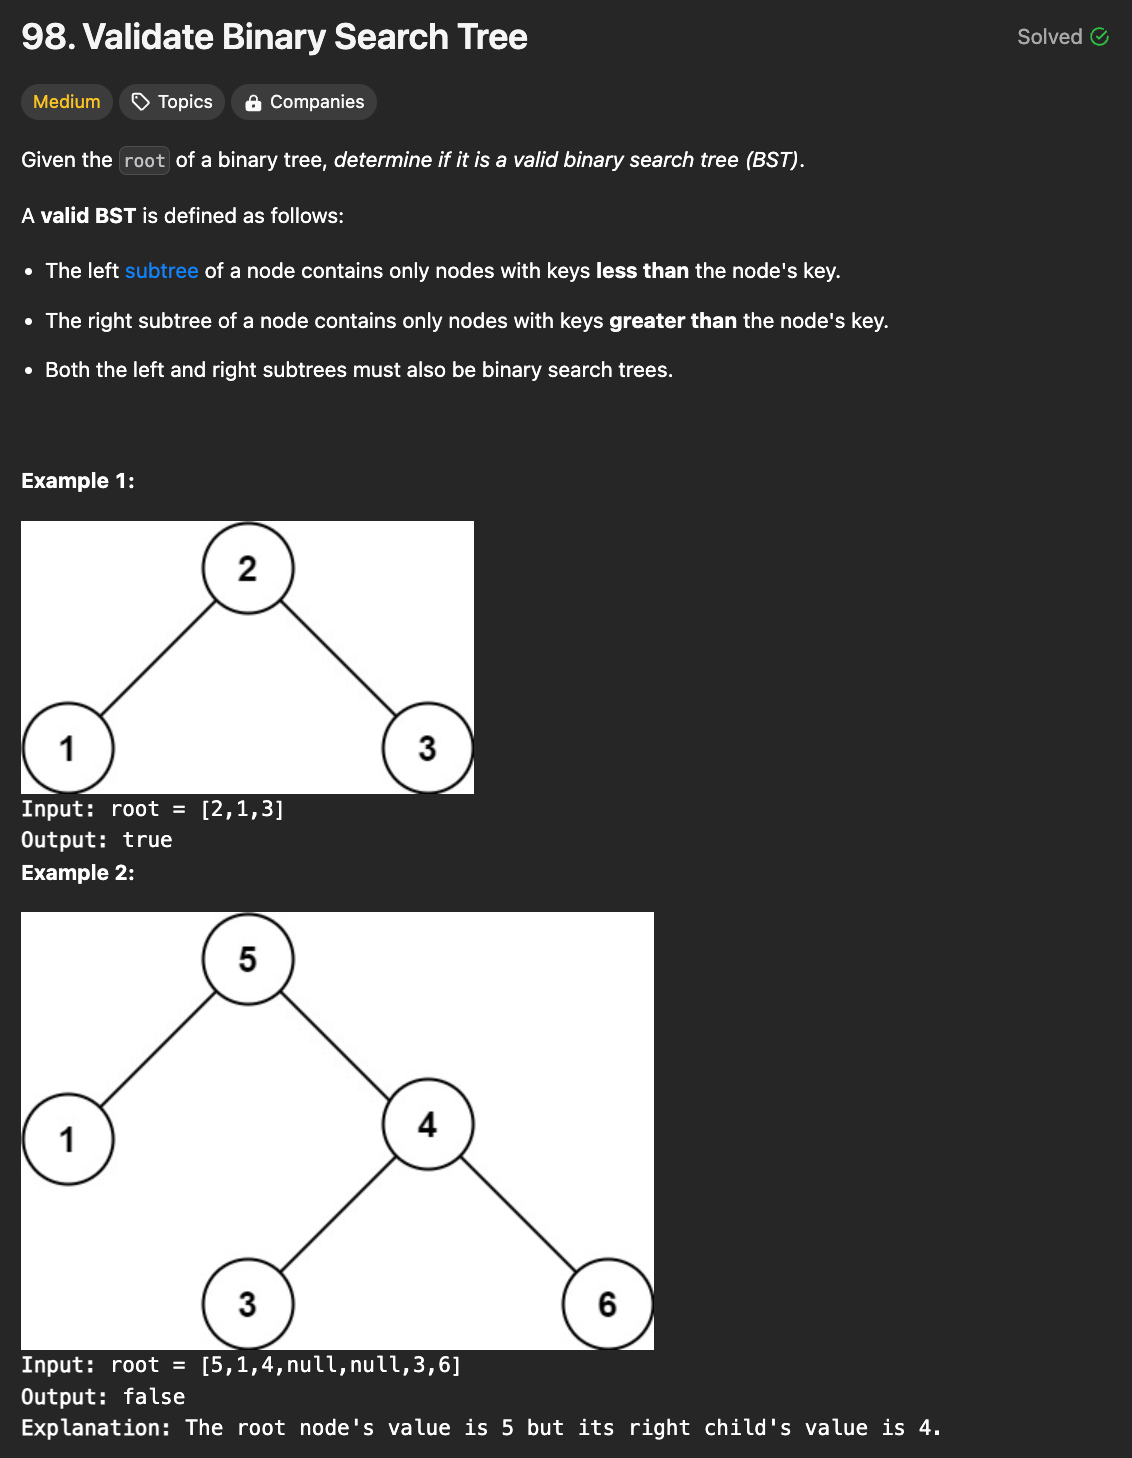 98. Validate Binary Search Tree
Solved
Medium
Topics
Companies
Given the root of a binary tree, determine if it is a valid binary search tree (BST).
A valid BST is defined as follows:
• The left subtree of a node contains only nodes with keys less than the node's key.
• The right subtree of a node contains only nodes with keys greater than the node's key.
• Both the left and right subtrees must also be binary search trees.
Example 1:
2
1 3
Input: root = [2,1,3]
Output: true
Example 2:
5
1 4
3 6
Input: root = [5,1,4,null,null,3,6]
Output: false
Explanation: The root node's value is 5 but its right child's value is 4.